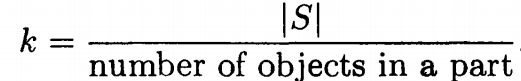 k = |S| / number of objects in a part.